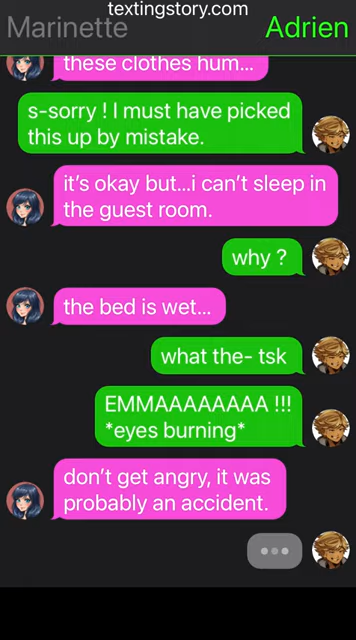 textingstory.com
Marinette
Adrien
these clothes hum...
s-sorry ! I must have picked
this up by mistake.
it's okay but...i can't sleep in
the guest room.
why ?
the bed is wet...
what the- tsk
EMMAAAAAAAA !!!
*eyes burning*
don't get angry, it was
probably an accident.